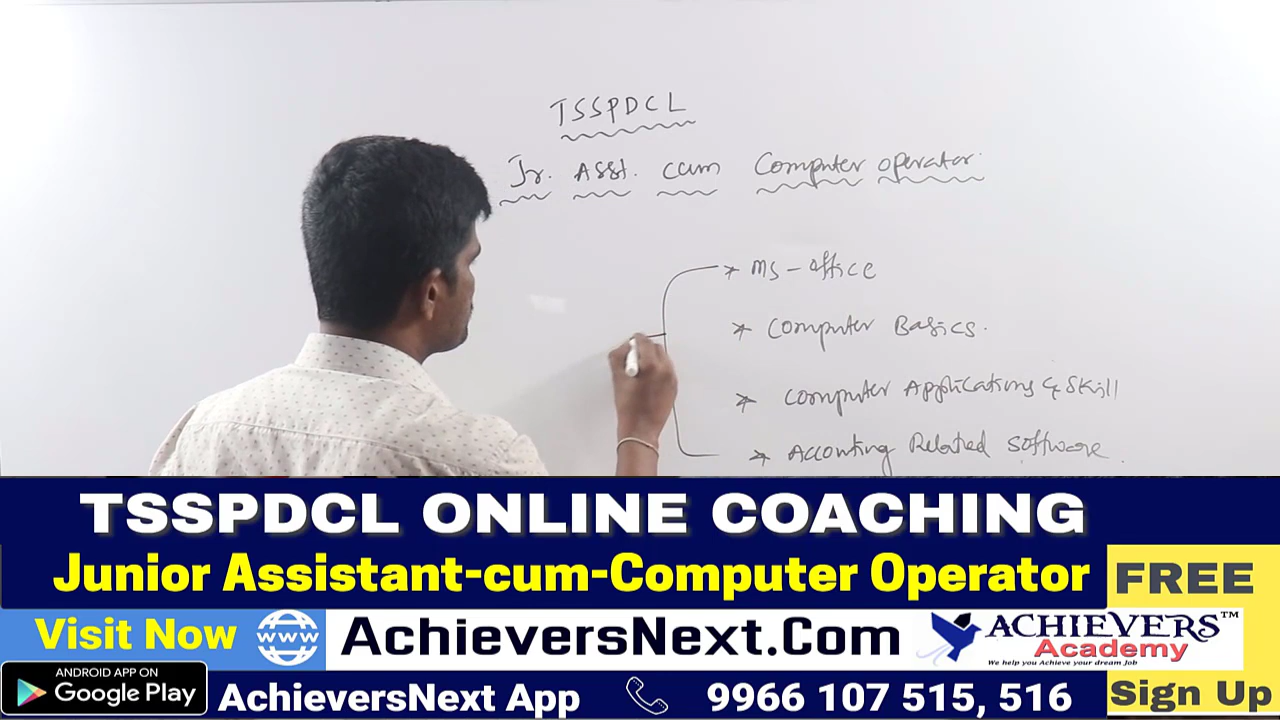 TSSPDCL
Jr. Asst. cum Computer operator.
* MS-office
* Computer Basics.
* Computer Applications & Skill
* Acconting Related Software.
TSSPDCL ONLINE COACHING
Junior Assistant-cum-Computer Operator
FREE
Visit Now WWW AchieversNext.Com
ACHIEVERS™
Academy
We help you Achieve your dream Job
ANDROID APP ON
Google Play
AchieversNext App 9966 107 515, 516
Sign Up